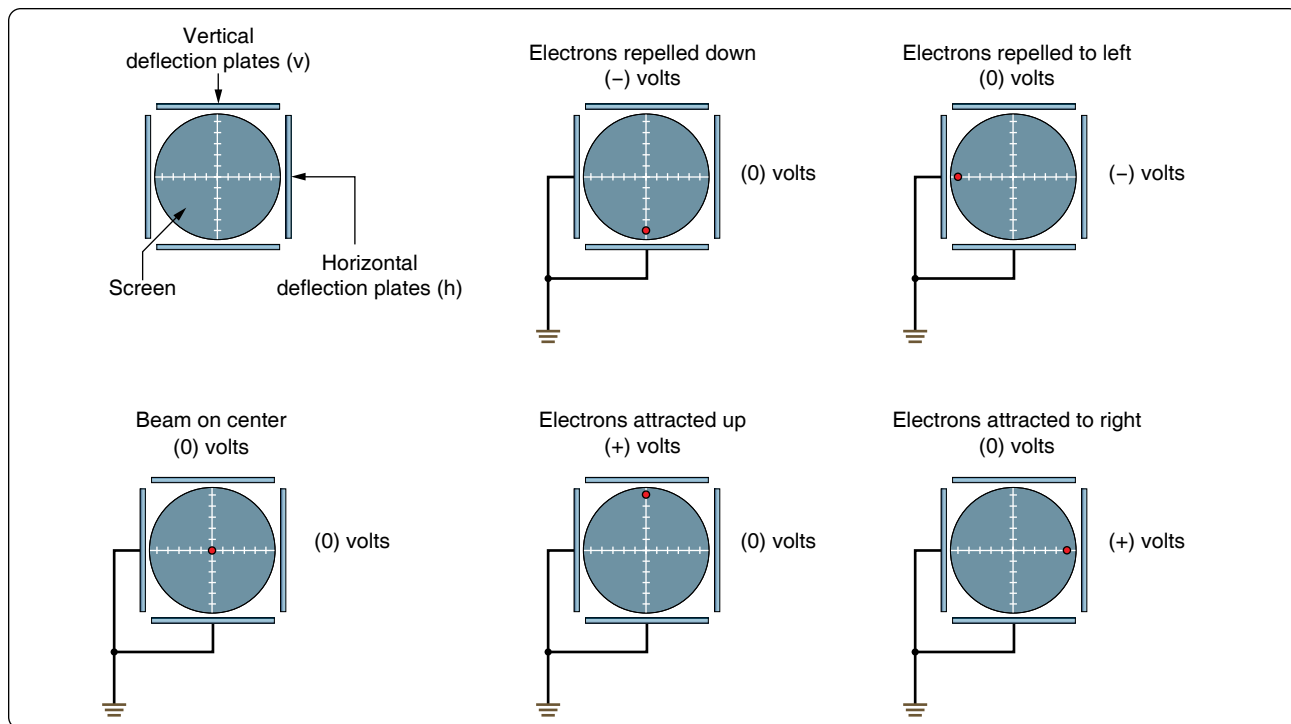 Vertical
deflection plates (v)
Screen
Horizontal
deflection plates (h)
Electrons repelled down
(−) volts
(0) volts
Electrons repelled to left
(0) volts
(−) volts
Beam on center
(0) volts
(0) volts
Electrons attracted up
(+) volts
(0) volts
Electrons attracted to right
(0) volts
(+) volts